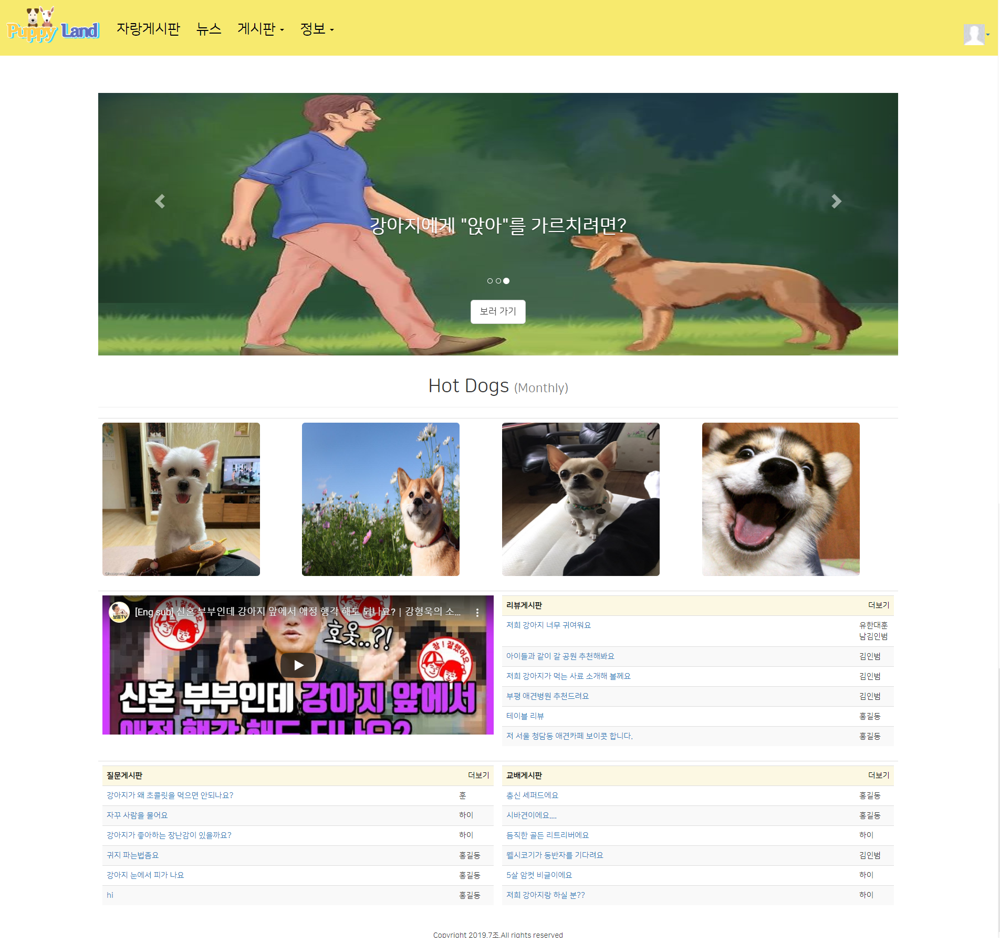 Puppy Land
자랑게시판 뉴스 게시판 정보
강아지에게 "앉아"를 가르치려면?
보러 가기
Hot Dogs (Monthly)
[Eng sub] 신혼 부부인데 강아지 앞에서 애정 행각 해도 되나요? | 강형욱의 소...
보듬TV
호옷..?!
참!잘했어요
신혼 부부인데 강아지 앞에서
애정 행각 해도 되나요?
리뷰게시판 더보기
저희 강아지 너무 귀여워요 유한대훈
남김인범
아이들과 같이 갈 공원 추천해봐요 김인범
저희 강아지가 먹는 사료 소개해 볼께요 김인범
부평 애견병원 추천드려요 김인범
테이블 리뷰 홍길동
저 서울 청담동 애견카페 보이콧 합니다. 홍길동
질문게시판 더보기
강아지가 왜 초콜릿을 먹으면 안되나요? 훈
자꾸 사람을 물어요 하이
강아지가 좋아하는 장난감이 있을까요? 하이
귀지 파는법좀요 홍길동
강아지 눈에서 피가 나요 홍길동
hi 홍길동
교배게시판 더보기
충신 셰퍼드에요 홍길동
시바견이에요.... 홍길동
듬직한 골든 리트리버에요 하이
웰시코기가 동반자를 기다려요 김인범
5살 암컷 비글이에요 하이
저희 강아지랑 하실 분?? 하이
Copyright 2019.7조.All rights reserved